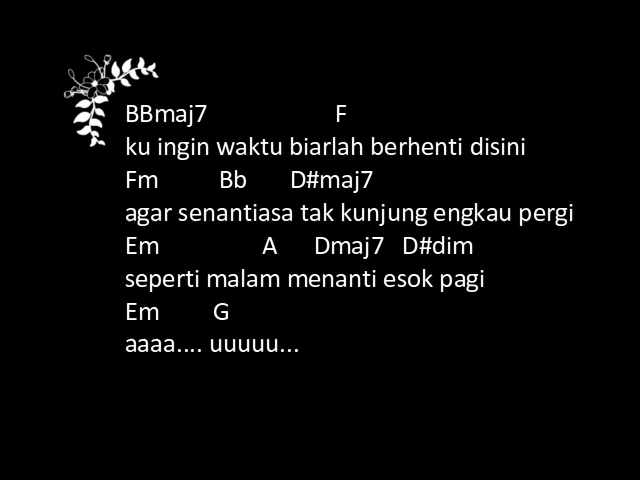 BBmaj7 F
ku ingin waktu biarlah berhenti disini
Fm Bb D#maj7
agar senantiasa tak kunjung engkau pergi
Em A Dmaj7 D#dim
seperti malam menanti esok pagi
Em G
aaaa.... uuuuu...